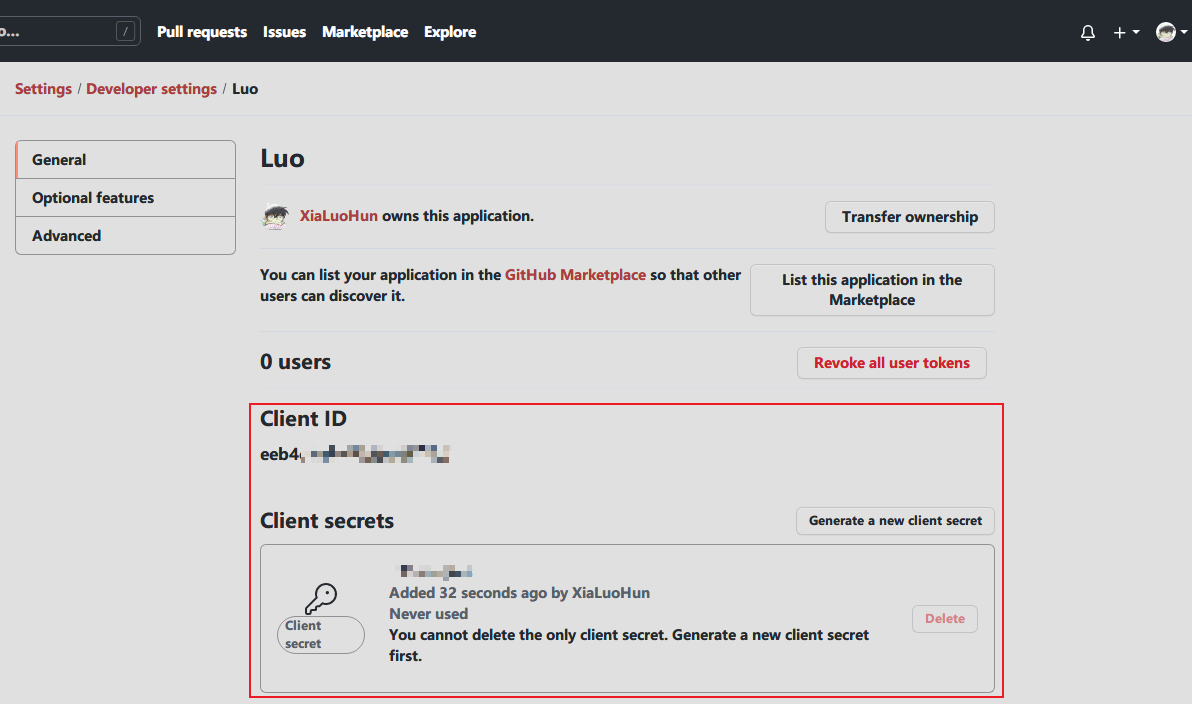 o... / Pull requests Issues Marketplace Explore
Settings / Developer settings / Luo
General
Optional features
Advanced
Luo
XiaLuoHun owns this application.
Transfer ownership
You can list your application in the GitHub Marketplace so that other
users can discover it.
List this application in the
Marketplace
0 users
Revoke all user tokens
Client ID
eeb4
Client secrets
Generate a new client secret
Client
secret
Added 32 seconds ago by XiaLuoHun
Never used
You cannot delete the only client secret. Generate a new client secret
first.
Delete